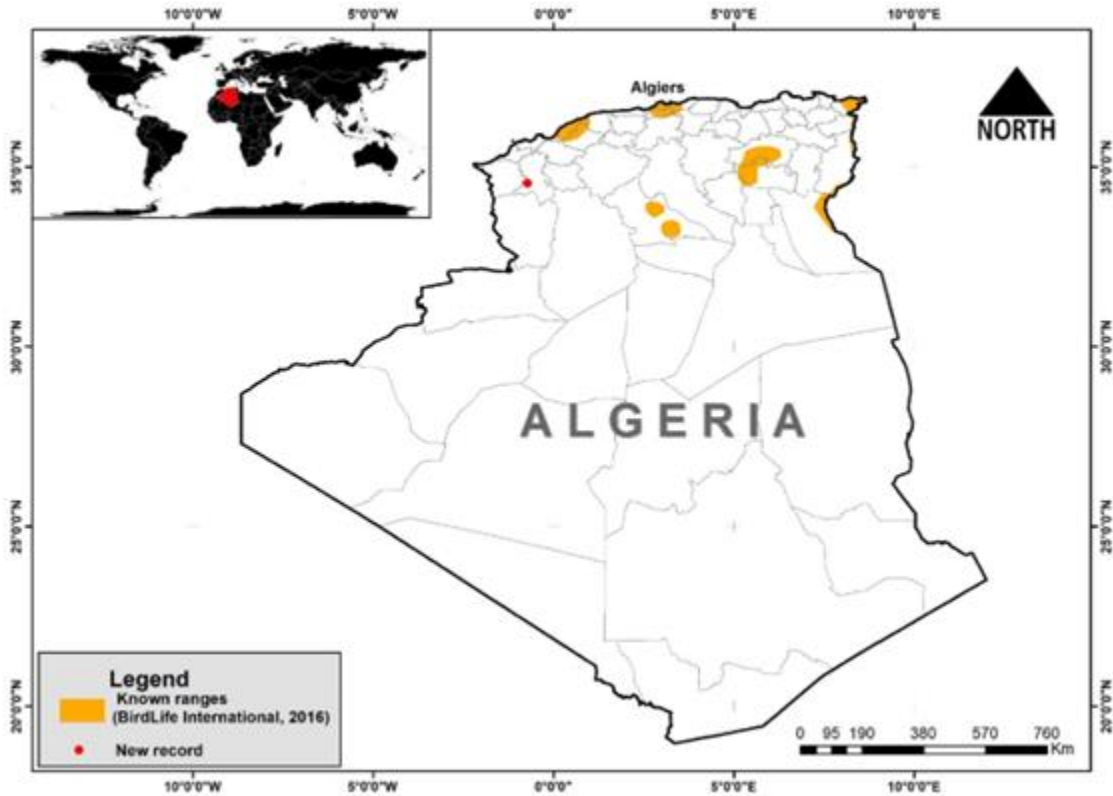 10°0'0"W 5°0'0"W 0°0'0"E 5°0'0"E 10°0'0"E
Algiers
NORTH
35°0'0"N 35°0'0"N
30°0'0"N 30°0'0"N
ALGERIA
25°0'0"N 25°0'0"N
20°0'0"N 20°0'0"N
Legend
Known ranges
(BirdLife International, 2016)
New record
0 95 190 380 570 760
Km
10°0'0"W 5°0'0"W 0°0'0"E 5°0'0"E 10°0'0"E